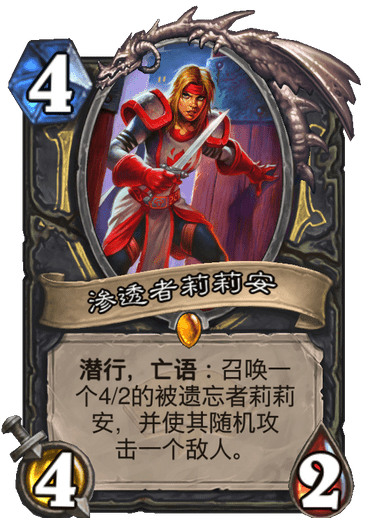 4
渗透者莉莉安
潜行，亡语：召唤一
个4/2的被遗忘者莉莉
安，并使其随机攻
击一个敌人。
4
2